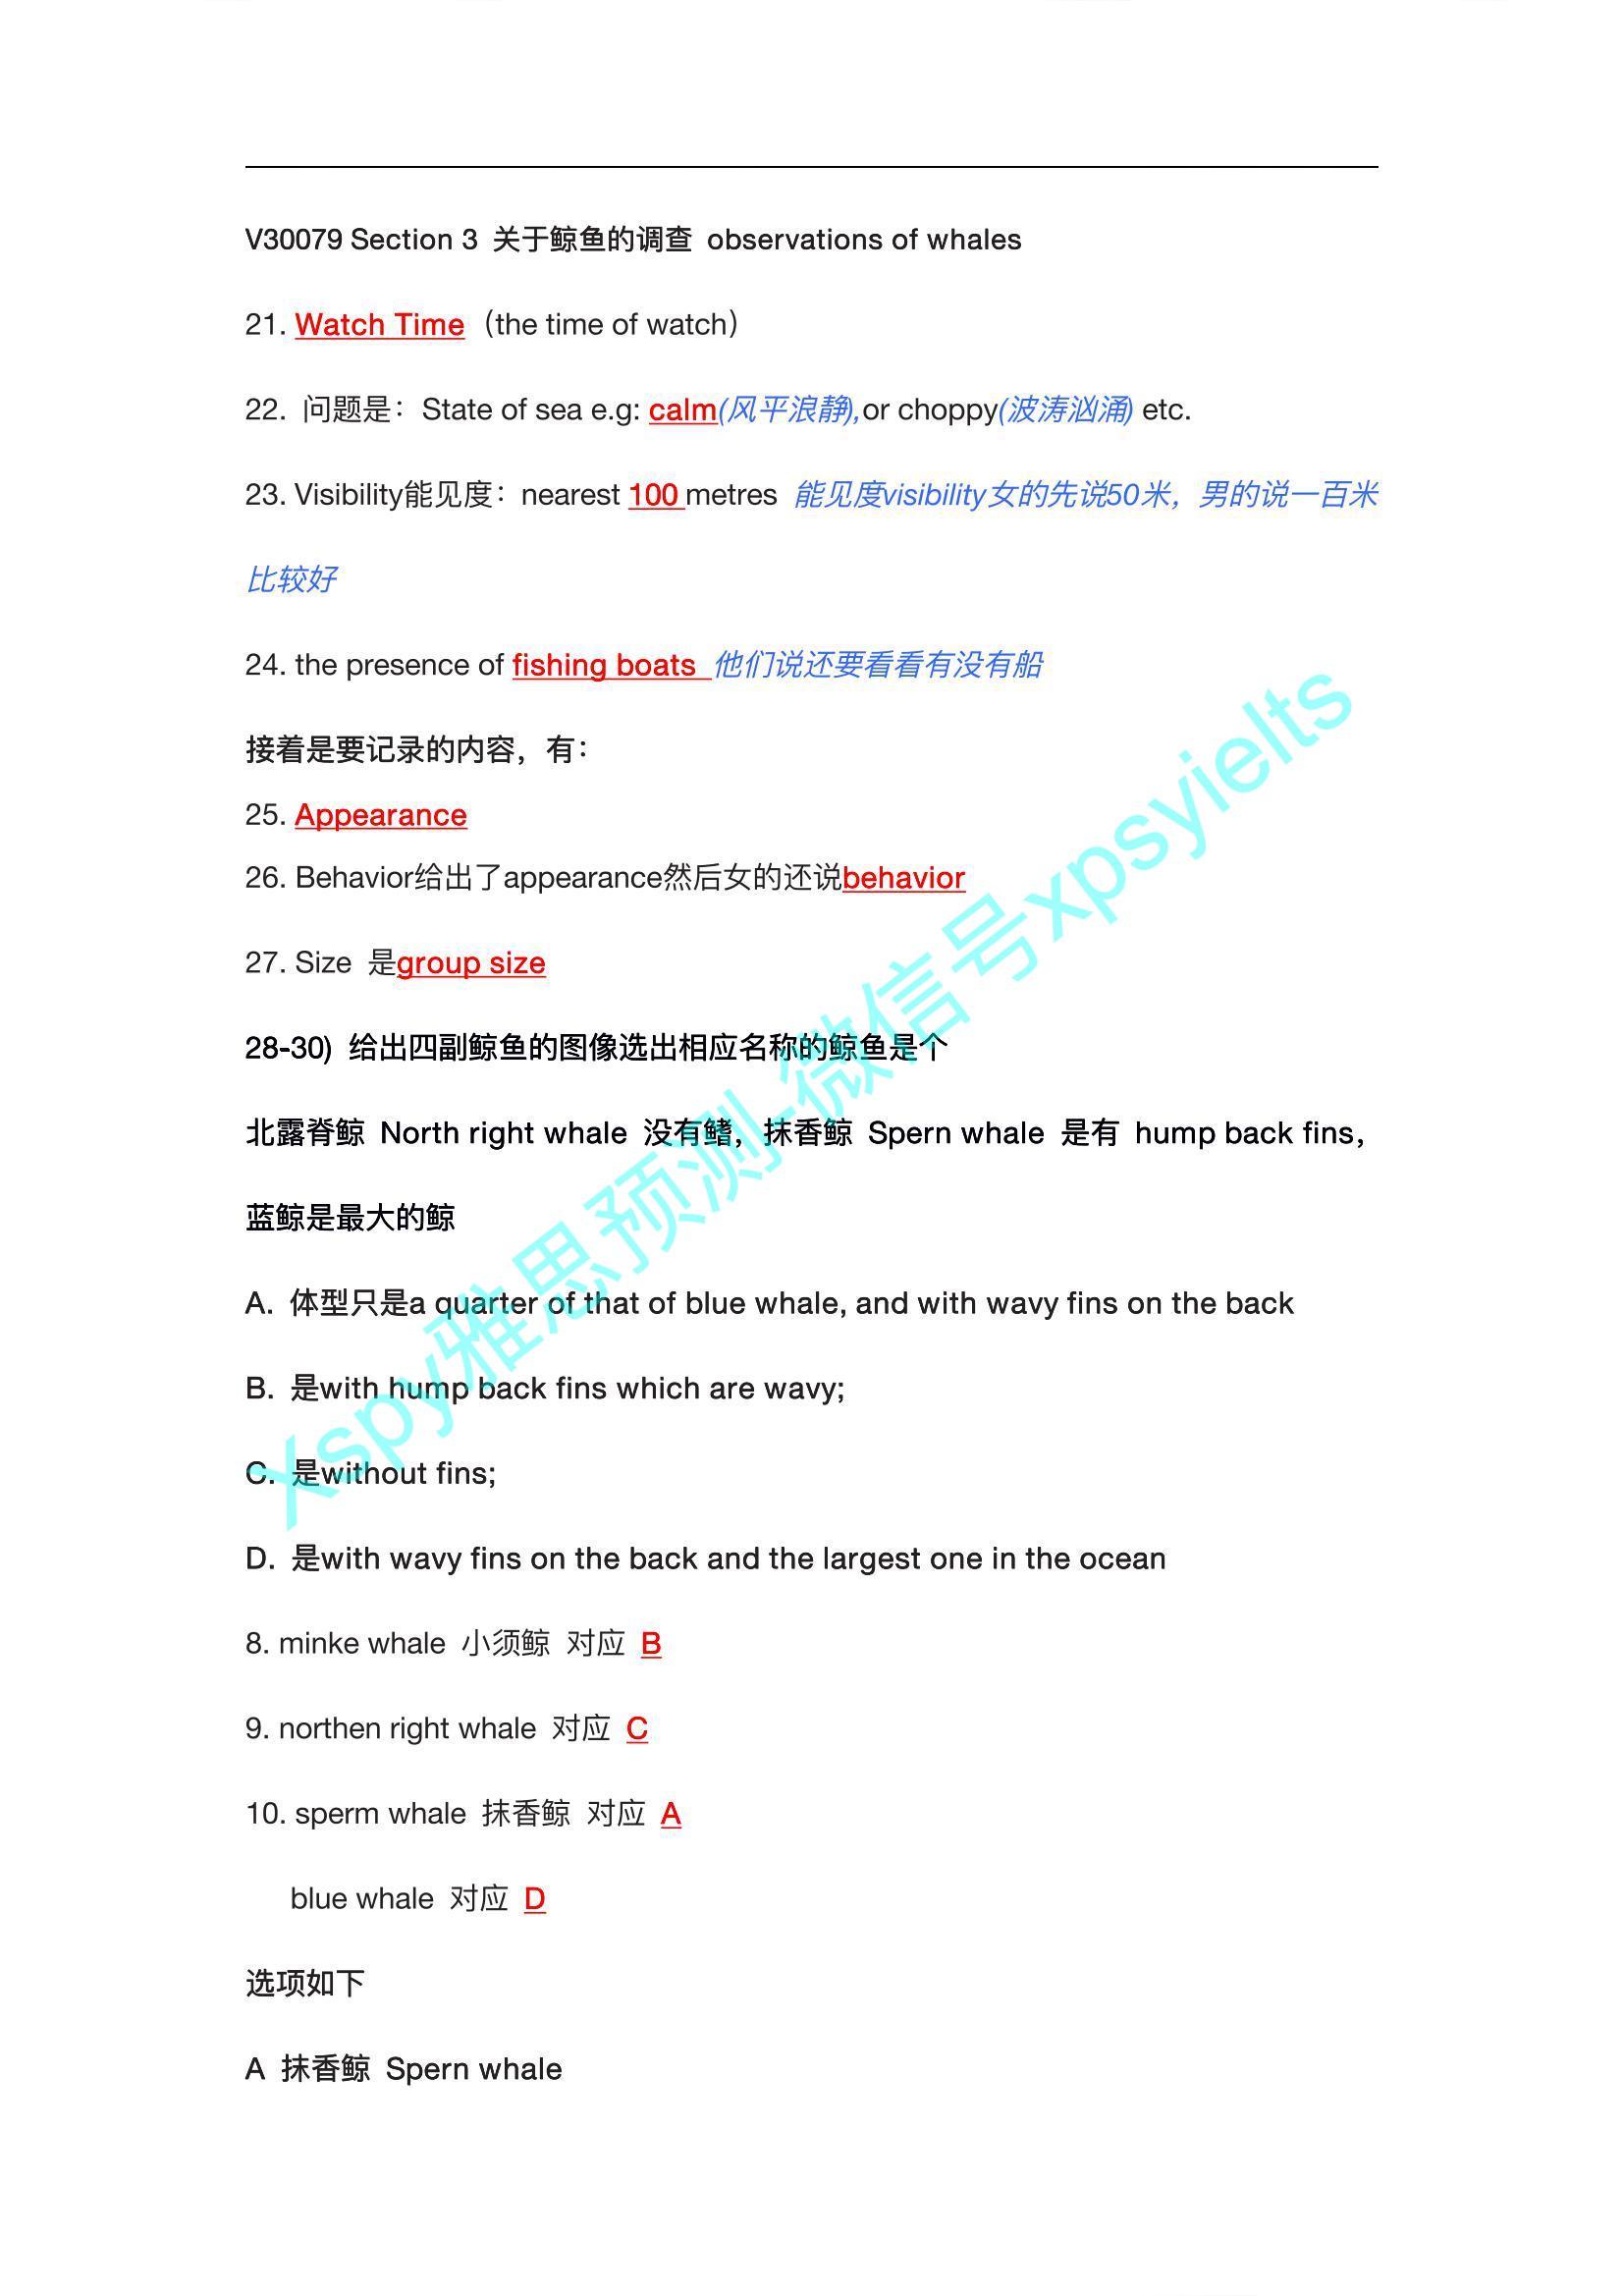 V30079 Section 3 关于鲸鱼的调查 observations of whales
21. Watch Time（the time of watch）
22. 问题是：State of sea e.g: calm(风平浪静),or choppy(波涛汹涌) etc.
23. Visibility能见度：nearest 100 metres 能见度visibility女的先说50米，男的说一百米
比较好
24. the presence of fishing boats 他们说还要看看有没有船
接着是要记录的内容，有：
25. Appearance
26. Behavior给出了appearance然后女的还说behavior
27. Size 是group size
28-30) 给出四副鲸鱼的图像选出相应名称的鲸鱼是个
北露脊鲸 North right whale 没有鳍，抹香鲸 Spern whale 是有 hump back fins，
蓝鲸是最大的鲸
A. 体型只是a quarter of that of blue whale, and with wavy fins on the back
B. 是with hump back fins which are wavy;
C. 是without fins;
D. 是with wavy fins on the back and the largest one in the ocean
8. minke whale 小须鲸 对应 B
9. northen right whale 对应 C
10. sperm whale 抹香鲸 对应 A
blue whale 对应 D
选项如下
A 抹香鲸 Spern whale
Xspy雅思预测-微信号xpsyielts